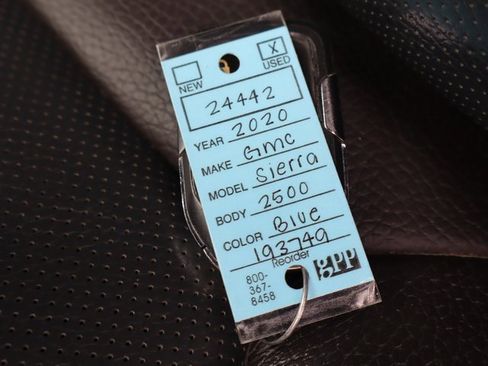 X
NEW USED
24442
YEAR 2020
MAKE GMC
MODEL Sierra
BODY 2500
COLOR Blue
193749
Reorder
800-
367-
8458
gpp